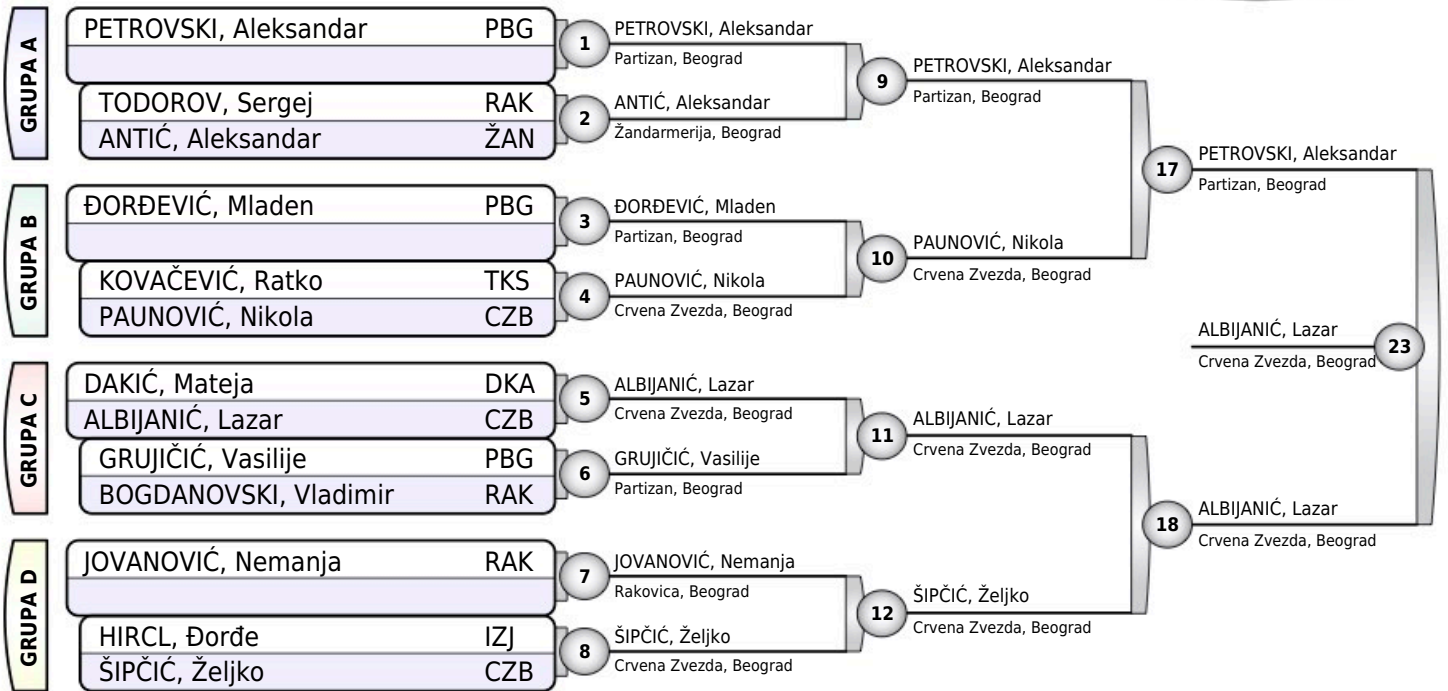 GRUPA A
PETROVSKI, Aleksandar PBG
TODOROV, Sergej RAK
ANTIĆ, Aleksandar ŽAN
GRUPA B
ĐORĐEVIĆ, Mladen PBG
KOVAČEVIĆ, Ratko TKS
PAUNOVIĆ, Nikola CZB
GRUPA C
DAKIĆ, Mateja DKA
ALBIJANIĆ, Lazar CZB
GRUJIČIĆ, Vasilije PBG
BOGDANOVSKI, Vladimir RAK
GRUPA D
JOVANOVIĆ, Nemanja RAK
HIRCL, Đorđe IZJ
ŠIPČIĆ, Željko CZB
1
PETROVSKI, Aleksandar
Partizan, Beograd
2
ANTIĆ, Aleksandar
Žandarmerija, Beograd
3
ĐORĐEVIĆ, Mladen
Partizan, Beograd
4
PAUNOVIĆ, Nikola
Crvena Zvezda, Beograd
5
ALBIJANIĆ, Lazar
Crvena Zvezda, Beograd
6
GRUJIČIĆ, Vasilije
Partizan, Beograd
7
JOVANOVIĆ, Nemanja
Rakovica, Beograd
8
ŠIPČIĆ, Željko
Crvena Zvezda, Beograd
9
PETROVSKI, Aleksandar
Partizan, Beograd
10
PAUNOVIĆ, Nikola
Crvena Zvezda, Beograd
11
ALBIJANIĆ, Lazar
Crvena Zvezda, Beograd
12
ŠIPČIĆ, Željko
Crvena Zvezda, Beograd
17
PETROVSKI, Aleksandar
Partizan, Beograd
18
ALBIJANIĆ, Lazar
Crvena Zvezda, Beograd
ALBIJANIĆ, Lazar
Crvena Zvezda, Beograd
23